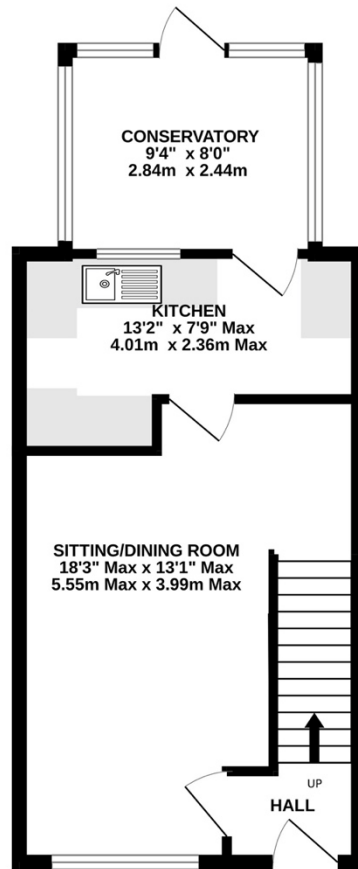 CONSERVATORY
9'4" x 8'0"
2.84m x 2.44m
KITCHEN
13'2" x 7'9" Max
4.01m x 2.36m Max
SITTING/DINING ROOM
18'3" Max x 13'1" Max
5.55m Max x 3.99m Max
UP
HALL